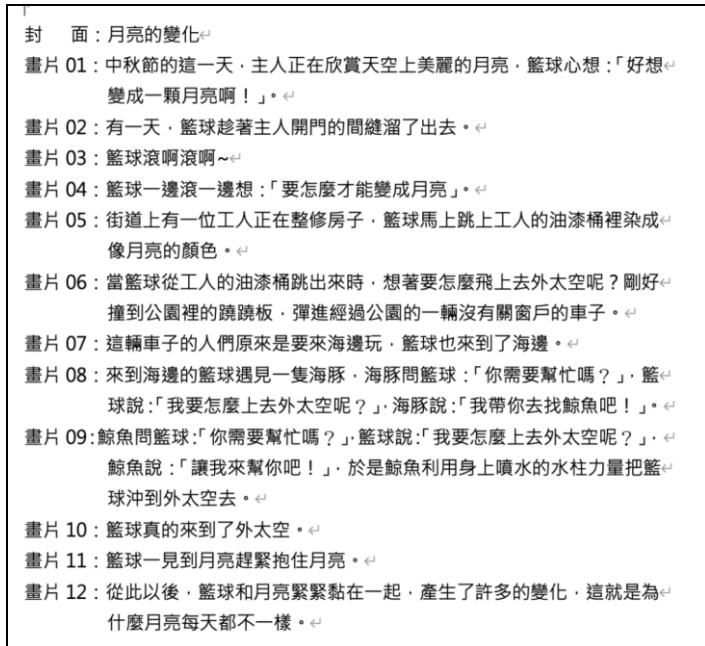 封 面：月亮的變化
畫片 01：中秋節的這一天，主人正在欣賞天空上美麗的月亮，籃球心想：「好想
變成一顆月亮啊！」。
畫片 02：有一天，籃球趁著主人開門的間縫溜了出去。
畫片 03：籃球滾啊滾啊~
畫片 04：籃球一邊滾一邊想：「要怎麼才能變成月亮」。
畫片 05：街道上有一位工人正在整修房子，籃球馬上跳上工人的油漆桶裡染成
像月亮的顏色。
畫片 06：當籃球從工人的油漆桶跳出來時，想著要怎麼飛上去外太空呢？剛好
撞到公園裡的蹺蹺板，彈進經過公園的一輛沒有關窗戶的車子。
畫片 07：這輛車子的人們原來是要來海邊玩，籃球也來到了海邊。
畫片 08：來到海邊的籃球遇見一隻海豚，海豚問籃球：「你需要幫忙嗎？」，籃
球說：「我要怎麼上去外太空呢？」，海豚說：「我帶你去找鯨魚吧！」。
畫片 09：鯨魚問籃球：「你需要幫忙嗎？」，籃球說：「我要怎麼上去外太空呢？」，
鯨魚說：「讓我來幫你吧！」，於是鯨魚利用身上噴水的水柱力量把籃
球沖到外太空去。
畫片 10：籃球真的來到了外太空。
畫片 11：籃球一見到月亮趕緊抱住月亮。
畫片 12：從此以後，籃球和月亮緊緊黏在一起，產生了許多的變化，這就是為
什麼月亮每天都不一樣。